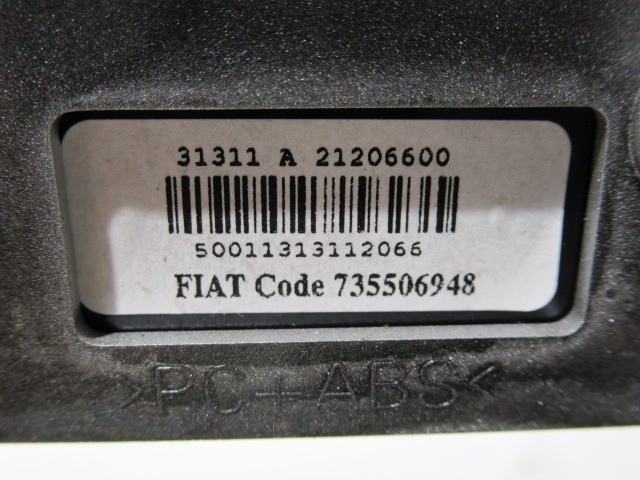 31311 A 21206600
50011313112066
FIAT Code 735506948
>PC+ABS<